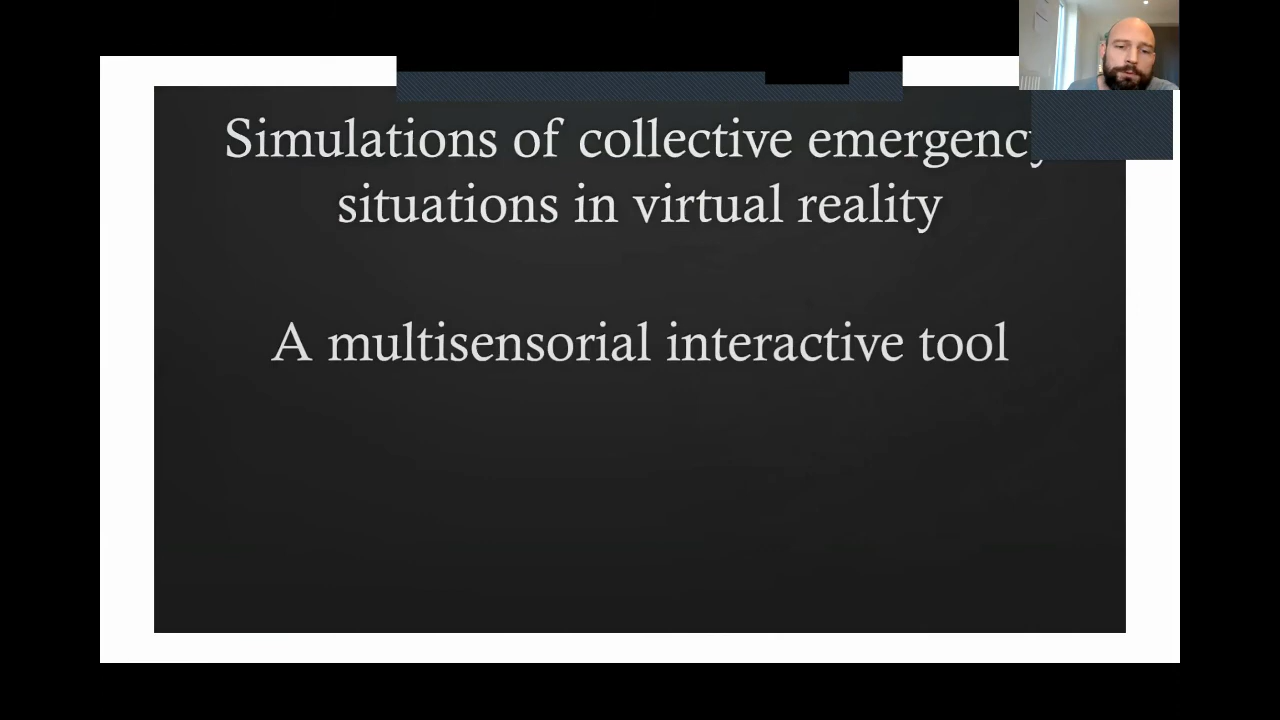 Simulations of collective emergency
situations in virtual reality
A multisensorial interactive tool